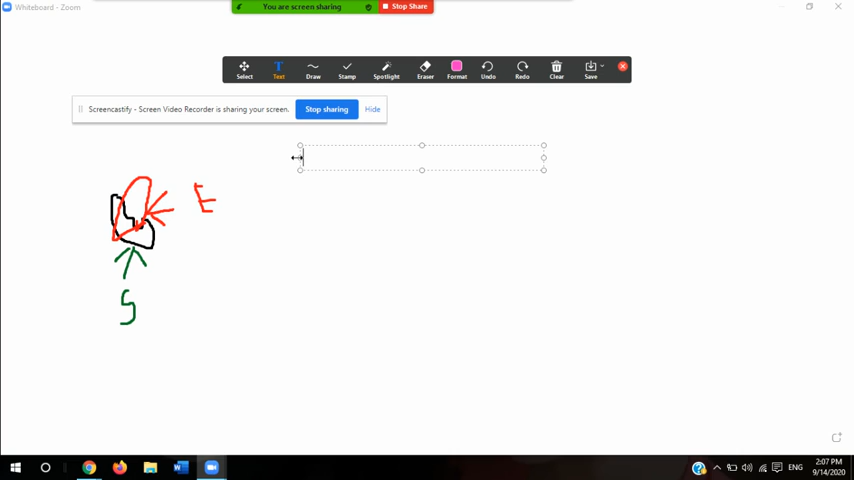 Whiteboard - Zoom
You are screen sharing
Stop Share
Select
Text
Draw
Stamp
Spotlight
Eraser
Format
Undo
Redo
Clear
Save
Screencastify - Screen Video Recorder is sharing your screen.
Stop sharing
Hide
E
S
ENG
2:07 PM
9/14/2020